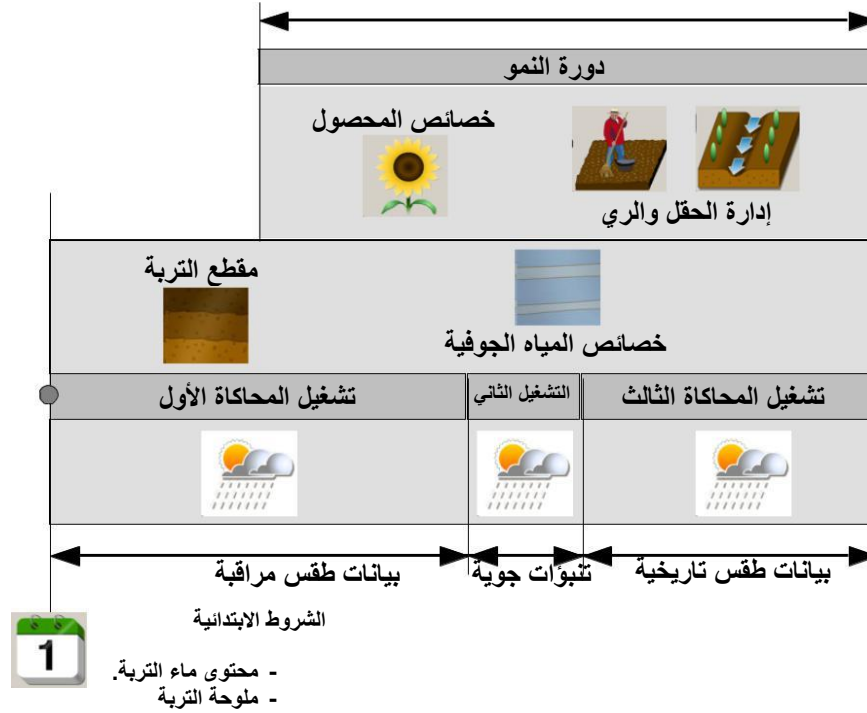 دورة النمو
خصائص المحصول
إدارة الحقل والري
مقطع التربة
خصائص المياه الجوفية
تشغيل المحاكاة الأول
التشغيل الثاني
تشغيل المحاكاة الثالث
بيانات طقس مراقبة
تنبؤات جوية
بيانات طقس تاريخية
الشروط الابتدائية
1
- محتوى ماء التربة.
- ملوحة التربة